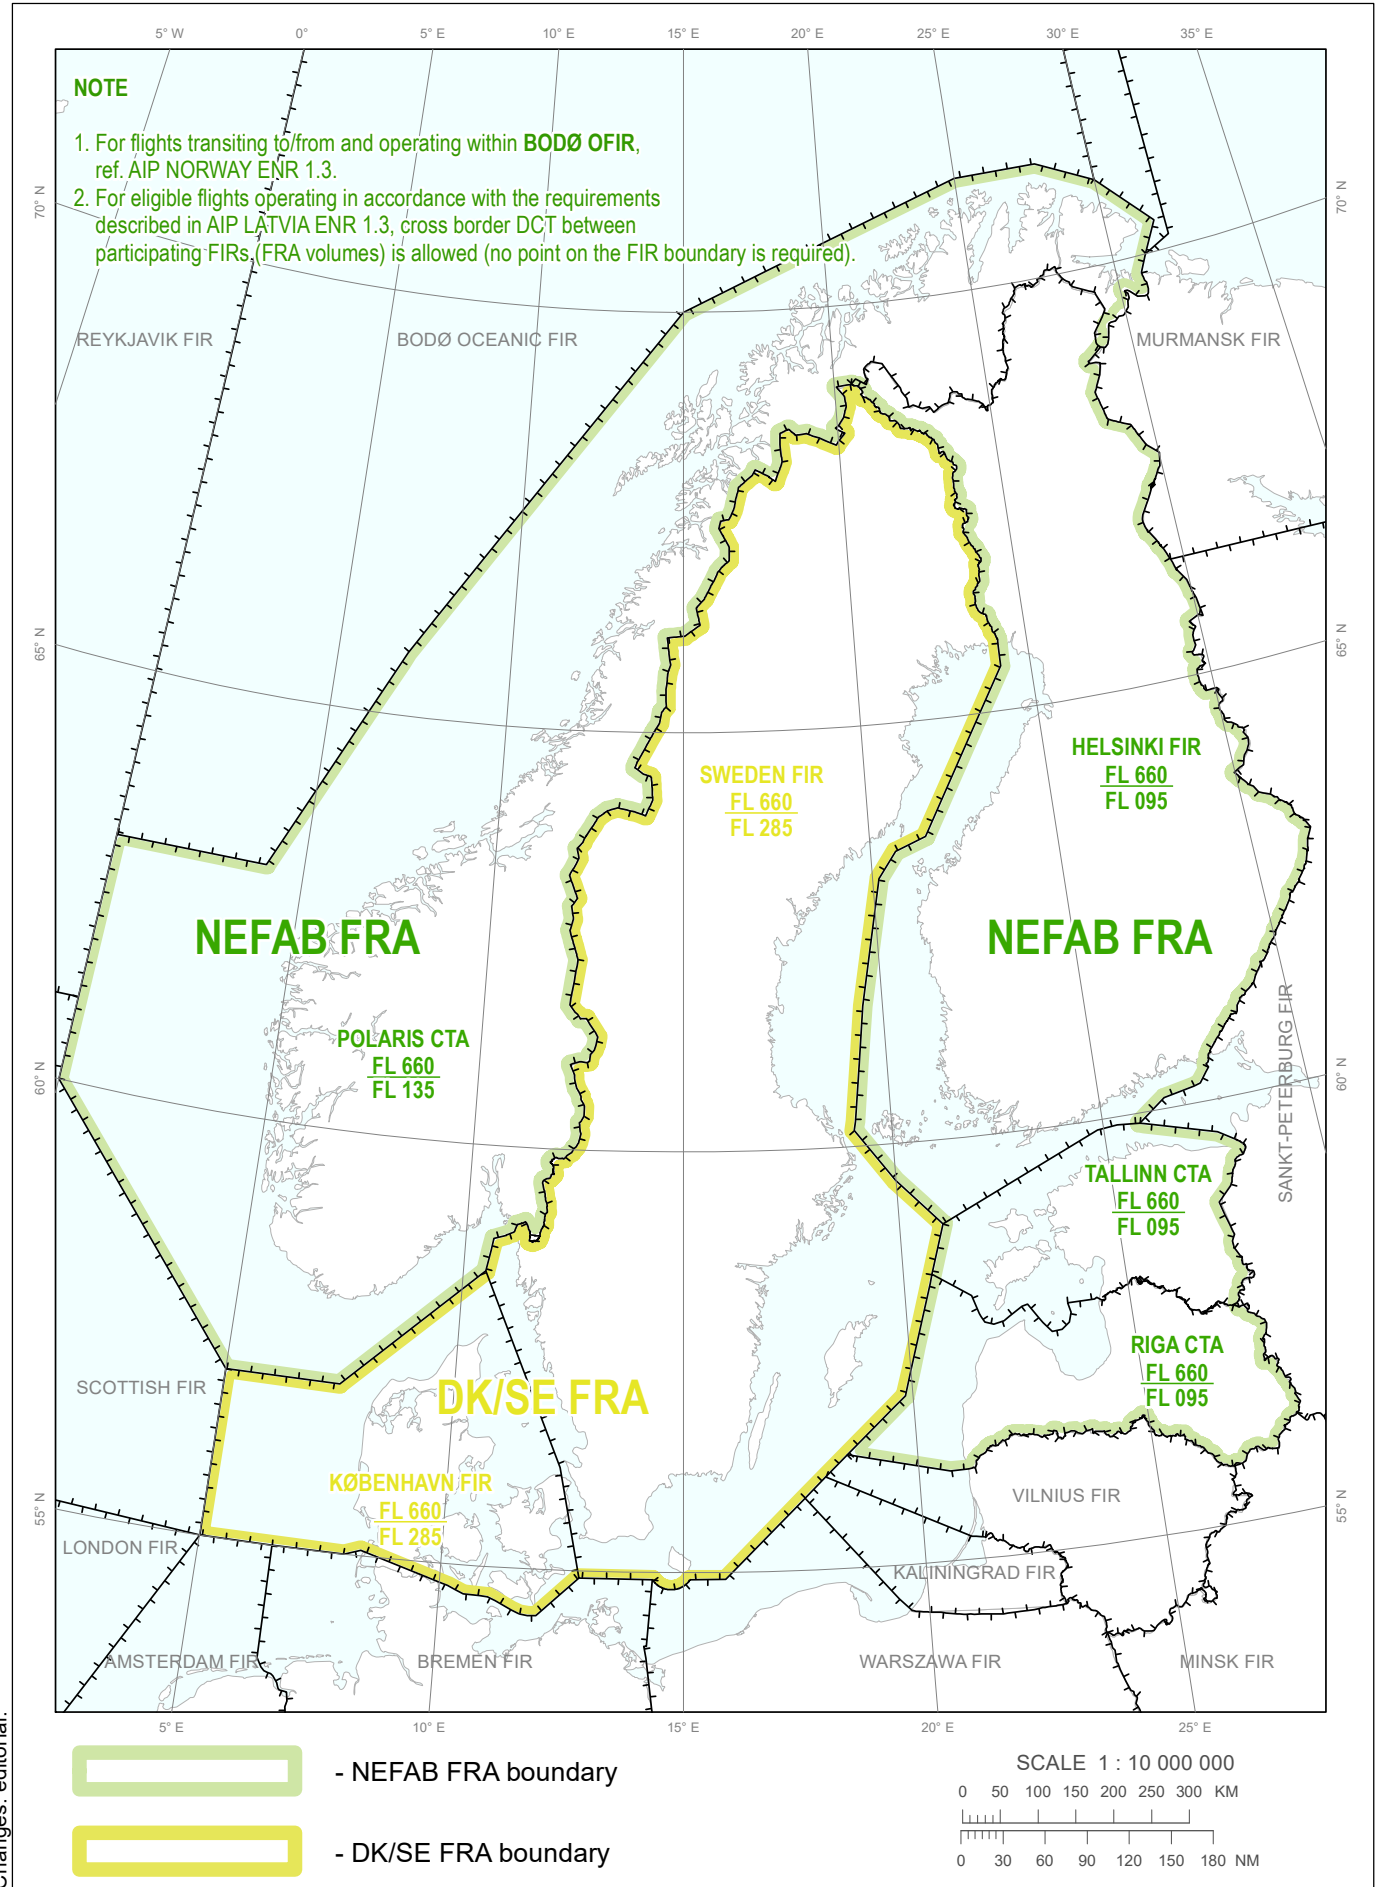 5° W
0°
5° E
10° E
15° E
20° E
25° E
30° E
35° E
NOTE
1. For flights transiting to/from and operating within BODØ OFIR,
ref. AIP NORWAY ENR 1.3.
2. For eligible flights operating in accordance with the requirements
described in AIP LATVIA ENR 1.3, cross border DCT between
participating FIRs (FRA volumes) is allowed (no point on the FIR boundary is required).
70° N
70° N
REYKJAVIK FIR
BODØ OCEANIC FIR
MURMANSK FIR
65° N
65° N
HELSINKI FIR
FL 660
FL 095
SWEDEN FIR
FL 660
FL 285
NEFAB FRA
NEFAB FRA
POLARIS CTA
FL 660
FL 135
60° N
60° N
SANKT-PETERBURG FIR
TALLINN CTA
FL 660
FL 095
RIGA CTA
FL 660
FL 095
SCOTTISH FIR
DK/SE FRA
KØBENHAVN FIR
FL 660
FL 285
VILNIUS FIR
55° N
55° N
LONDON FIR
KALININGRAD FIR
AMSTERDAM FIR
BREMEN FIR
WARSZAWA FIR
MINSK FIR
5° E
10° E
15° E
20° E
25° E
Changes: editorial.
- NEFAB FRA boundary
- DK/SE FRA boundary
SCALE 1 : 10 000 000
0 50 100 150 200 250 300 KM
0 30 60 90 120 150 180 NM